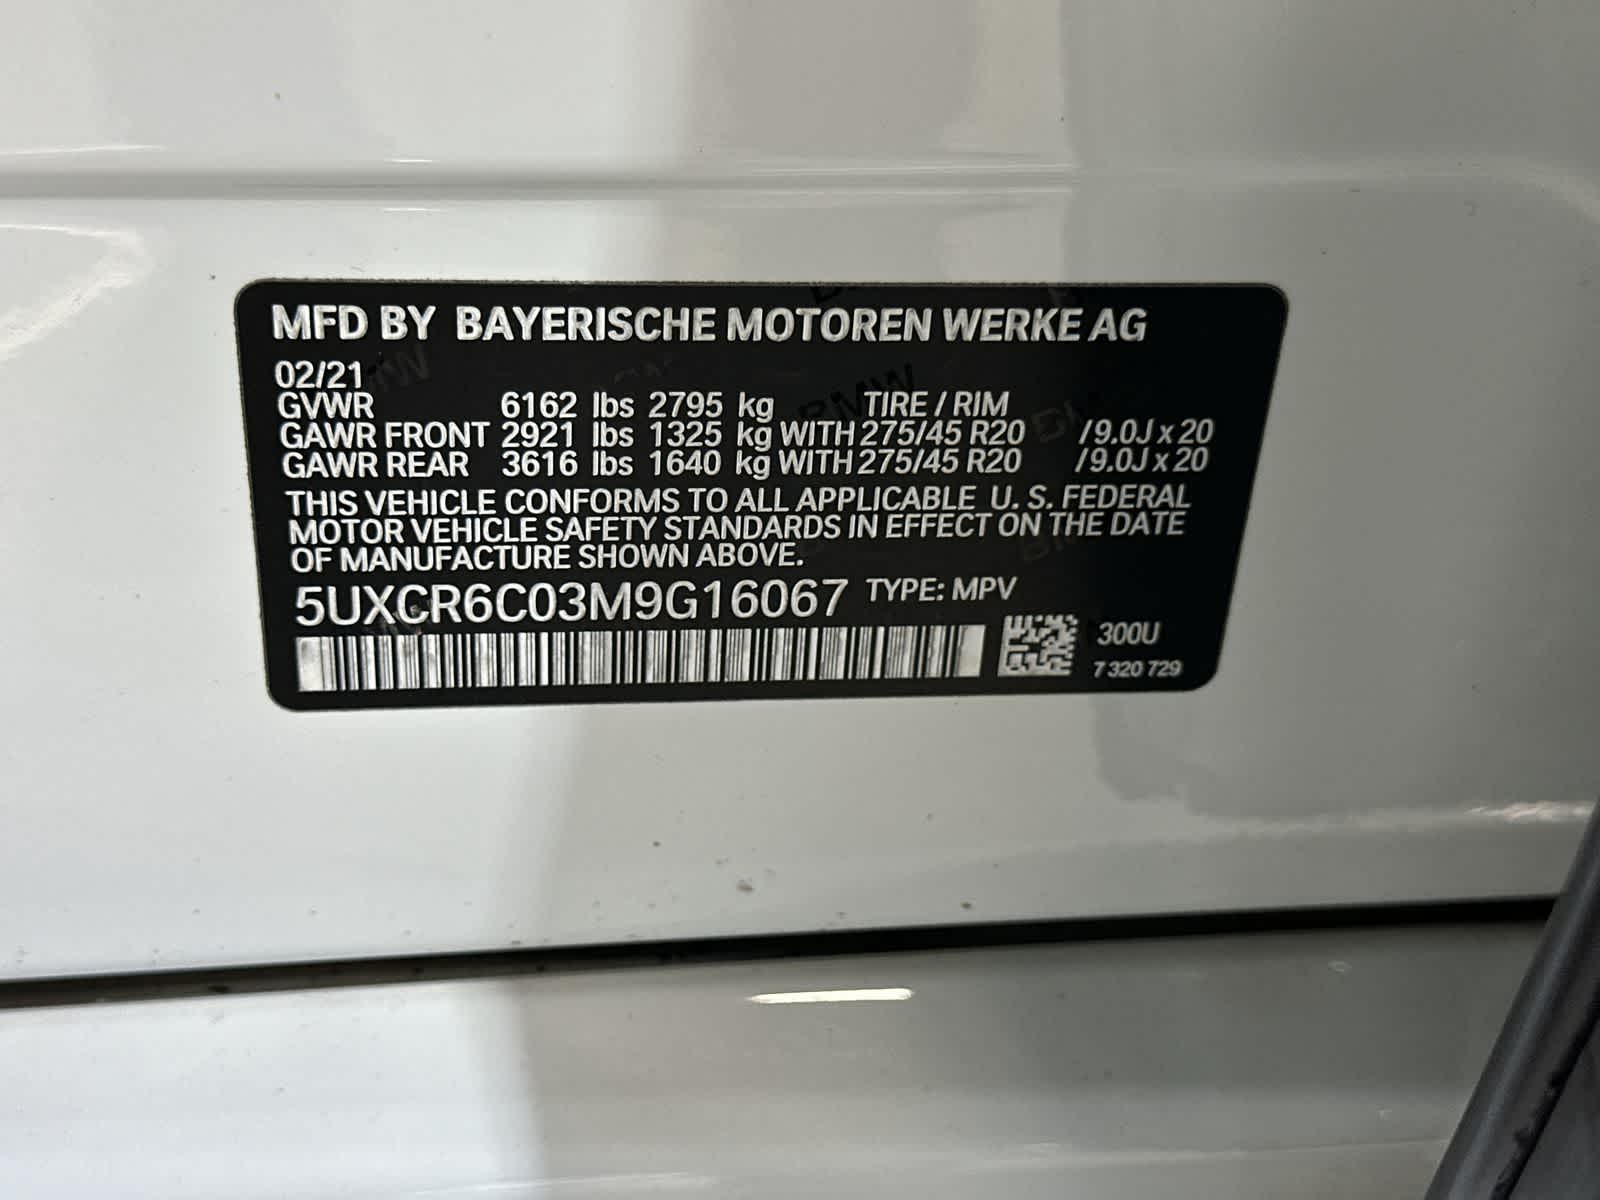 MFD BY BAYERISCHE MOTOREN WERKE AG
02/21
GVWR 6162 lbs 2795 kg TIRE / RIM
GAWR FRONT 2921 lbs 1325 kg WITH 275/45 R20 /9.0J x 20
GAWR REAR 3616 lbs 1640 kg WITH 275/45 R20 /9.0J x 20
THIS VEHICLE CONFORMS TO ALL APPLICABLE U. S. FEDERAL
MOTOR VEHICLE SAFETY STANDARDS IN EFFECT ON THE DATE
OF MANUFACTURE SHOWN ABOVE.
5UXCR6C03M9G16067 TYPE: MPV
300U
7 320 729